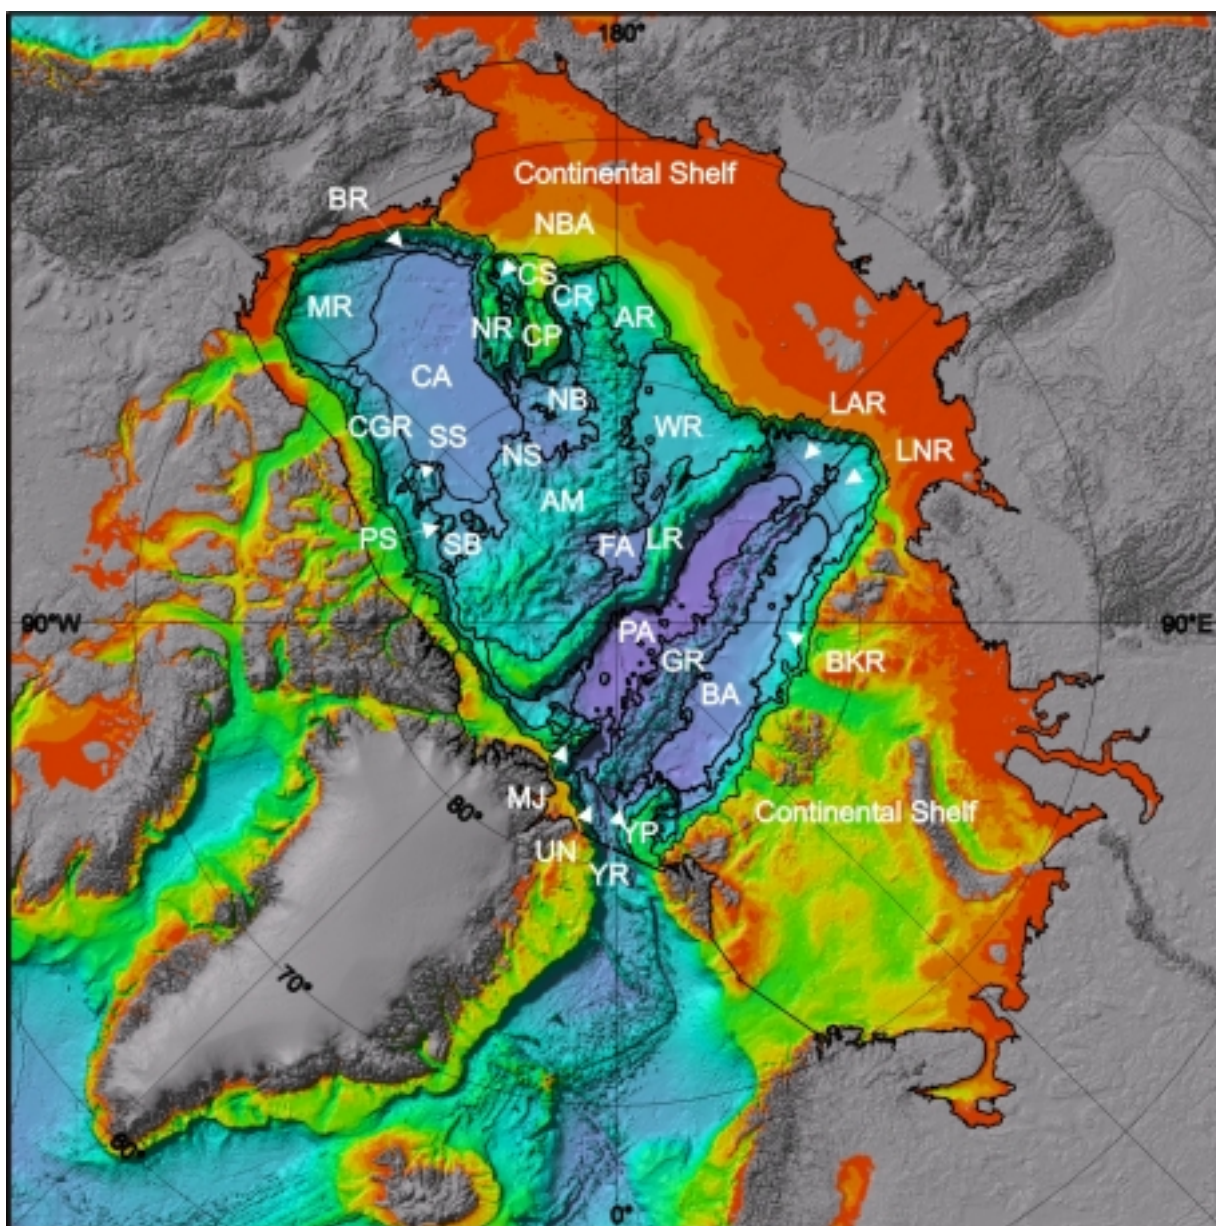 180°
Continental Shelf
BR
NBA
CS
MR
CR
NR
CP
AR
CA
NB
LAR
CGR
SS
WR
NS
LNR
AM
PS
SB
FA
LR
90°W
PA
90°E
GR
BKR
BA
MJ
80°
Continental Shelf
YP
UN
YR
70°
60°
0°